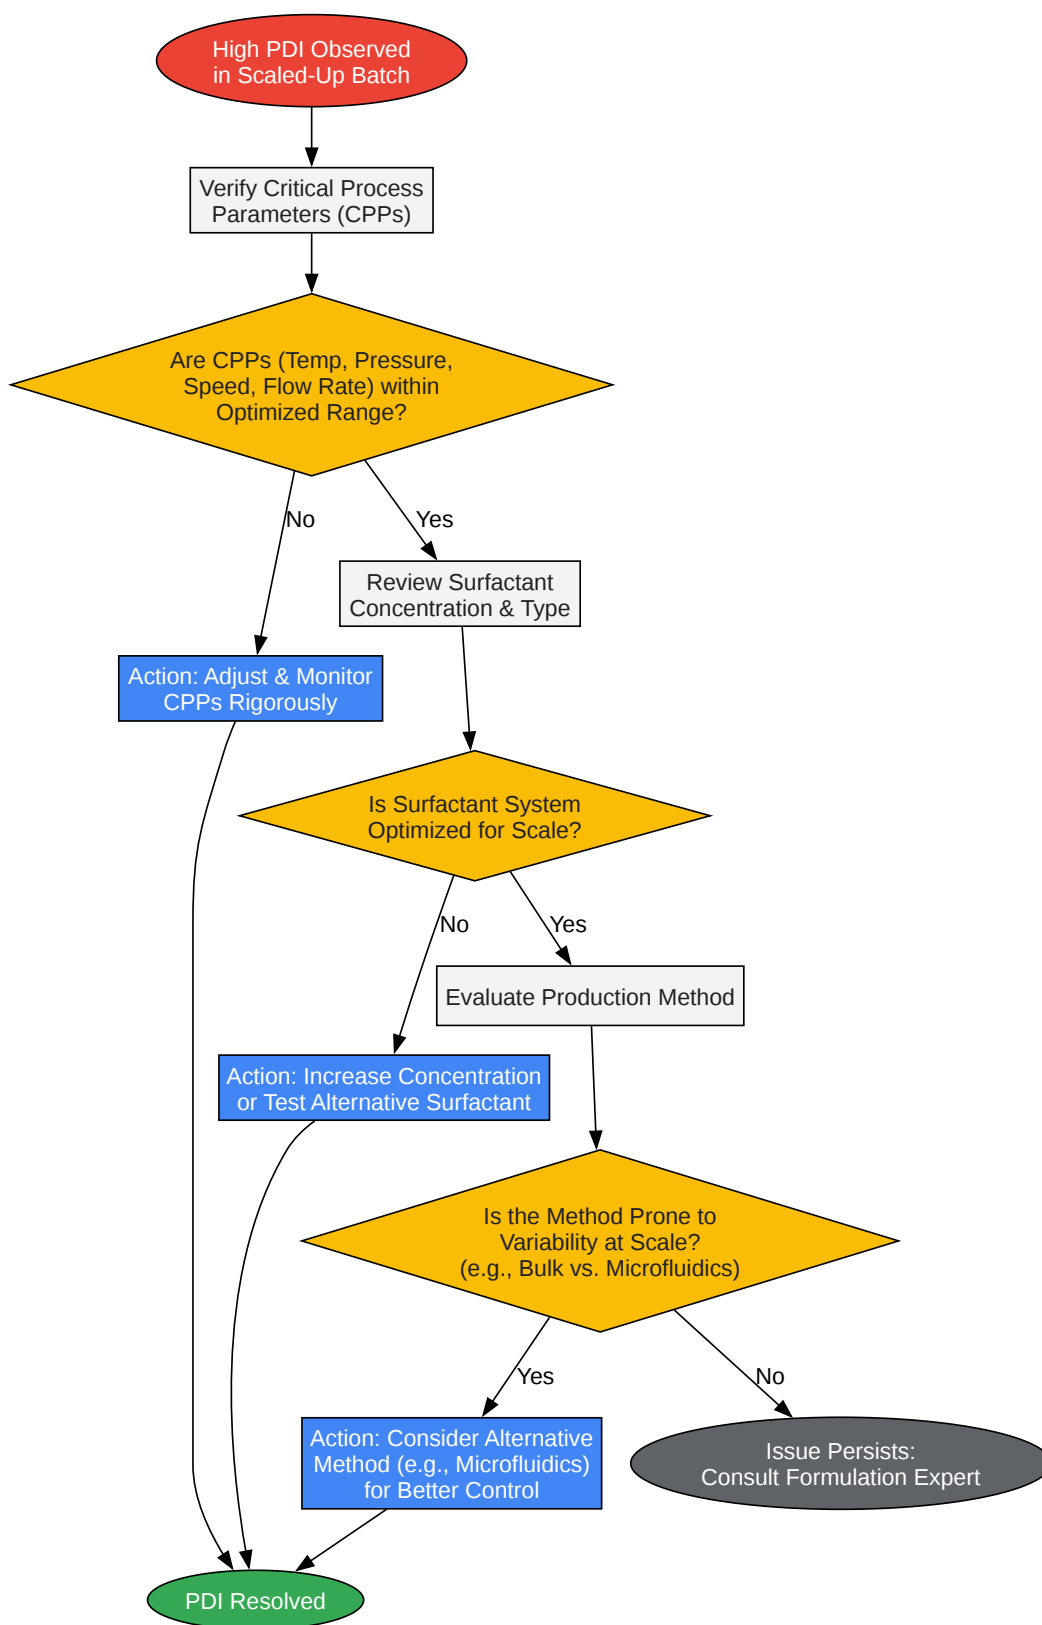 High PDI Observed
in Scaled-Up Batch
Verify Critical Process
Parameters (CPPs)
Are CPPs (Temp, Pressure,
Speed, Flow Rate) within
Optimized Range?
No
Yes
Review Surfactant
Concentration & Type
Action: Adjust & Monitor
CPPs Rigorously
Is Surfactant System
Optimized for Scale?
No
Yes
Evaluate Production Method
Action: Increase Concentration
or Test Alternative Surfactant
Is the Method Prone to
Variability at Scale?
(e.g., Bulk vs. Microfluidics)
Yes
No
Action: Consider Alternative
Method (e.g., Microfluidics)
for Better Control
Issue Persists:
Consult Formulation Expert
PDI Resolved